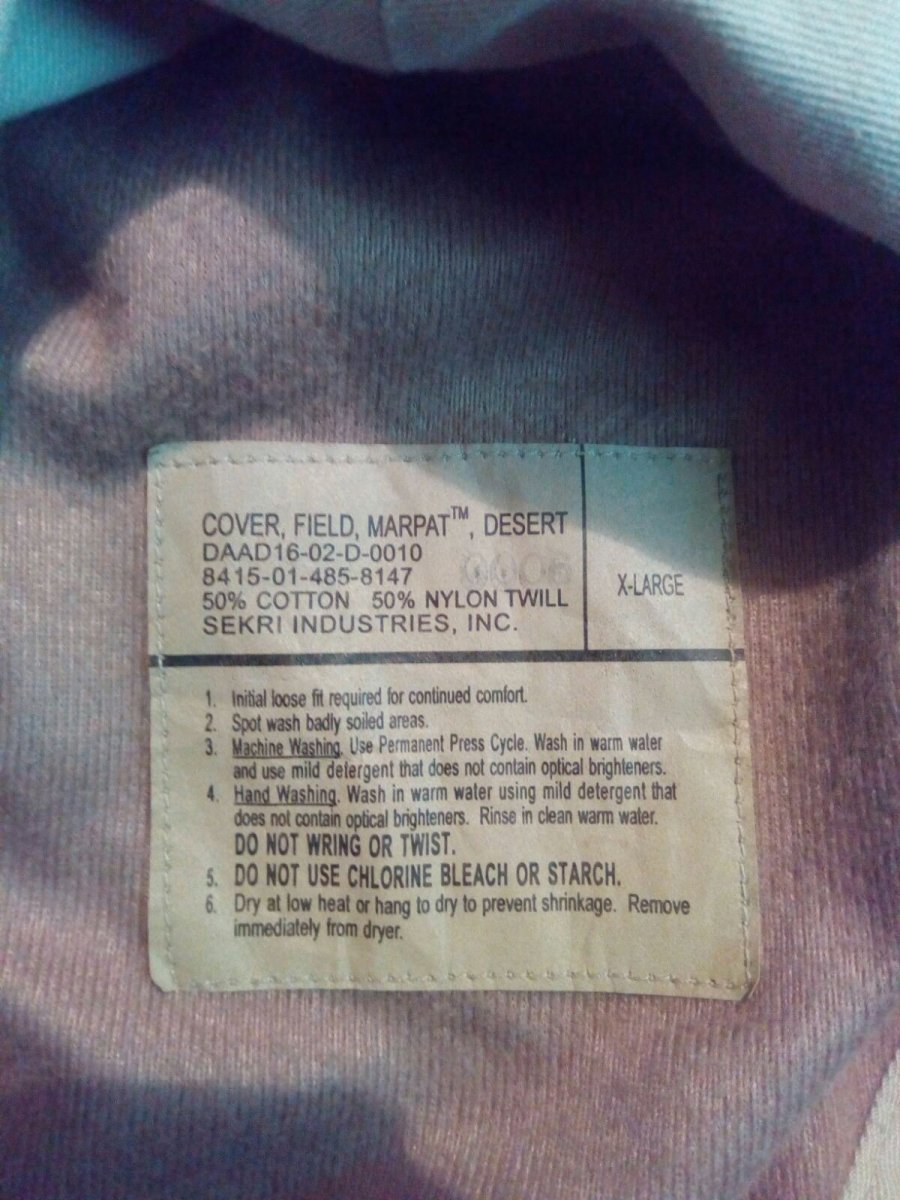 COVER, FIELD, MARPAT™, DESERT
DAAD16-02-D-0010
8415-01-485-8147
50% COTTON 50% NYLON TWILL
SEKRI INDUSTRIES, INC.
X-LARGE
1. Initial loose fit required for continued comfort.
2. Spot wash badly soiled areas.
3. Machine Washing. Use Permanent Press Cycle. Wash in warm water
and use mild detergent that does not contain optical brighteners.
4. Hand Washing. Wash in warm water using mild detergent that
does not contain optical brighteners. Rinse in clean warm water.
DO NOT WRING OR TWIST.
5. DO NOT USE CHLORINE BLEACH OR STARCH.
6. Dry at low heat or hang to dry to prevent shrinkage. Remove
immediately from dryer.